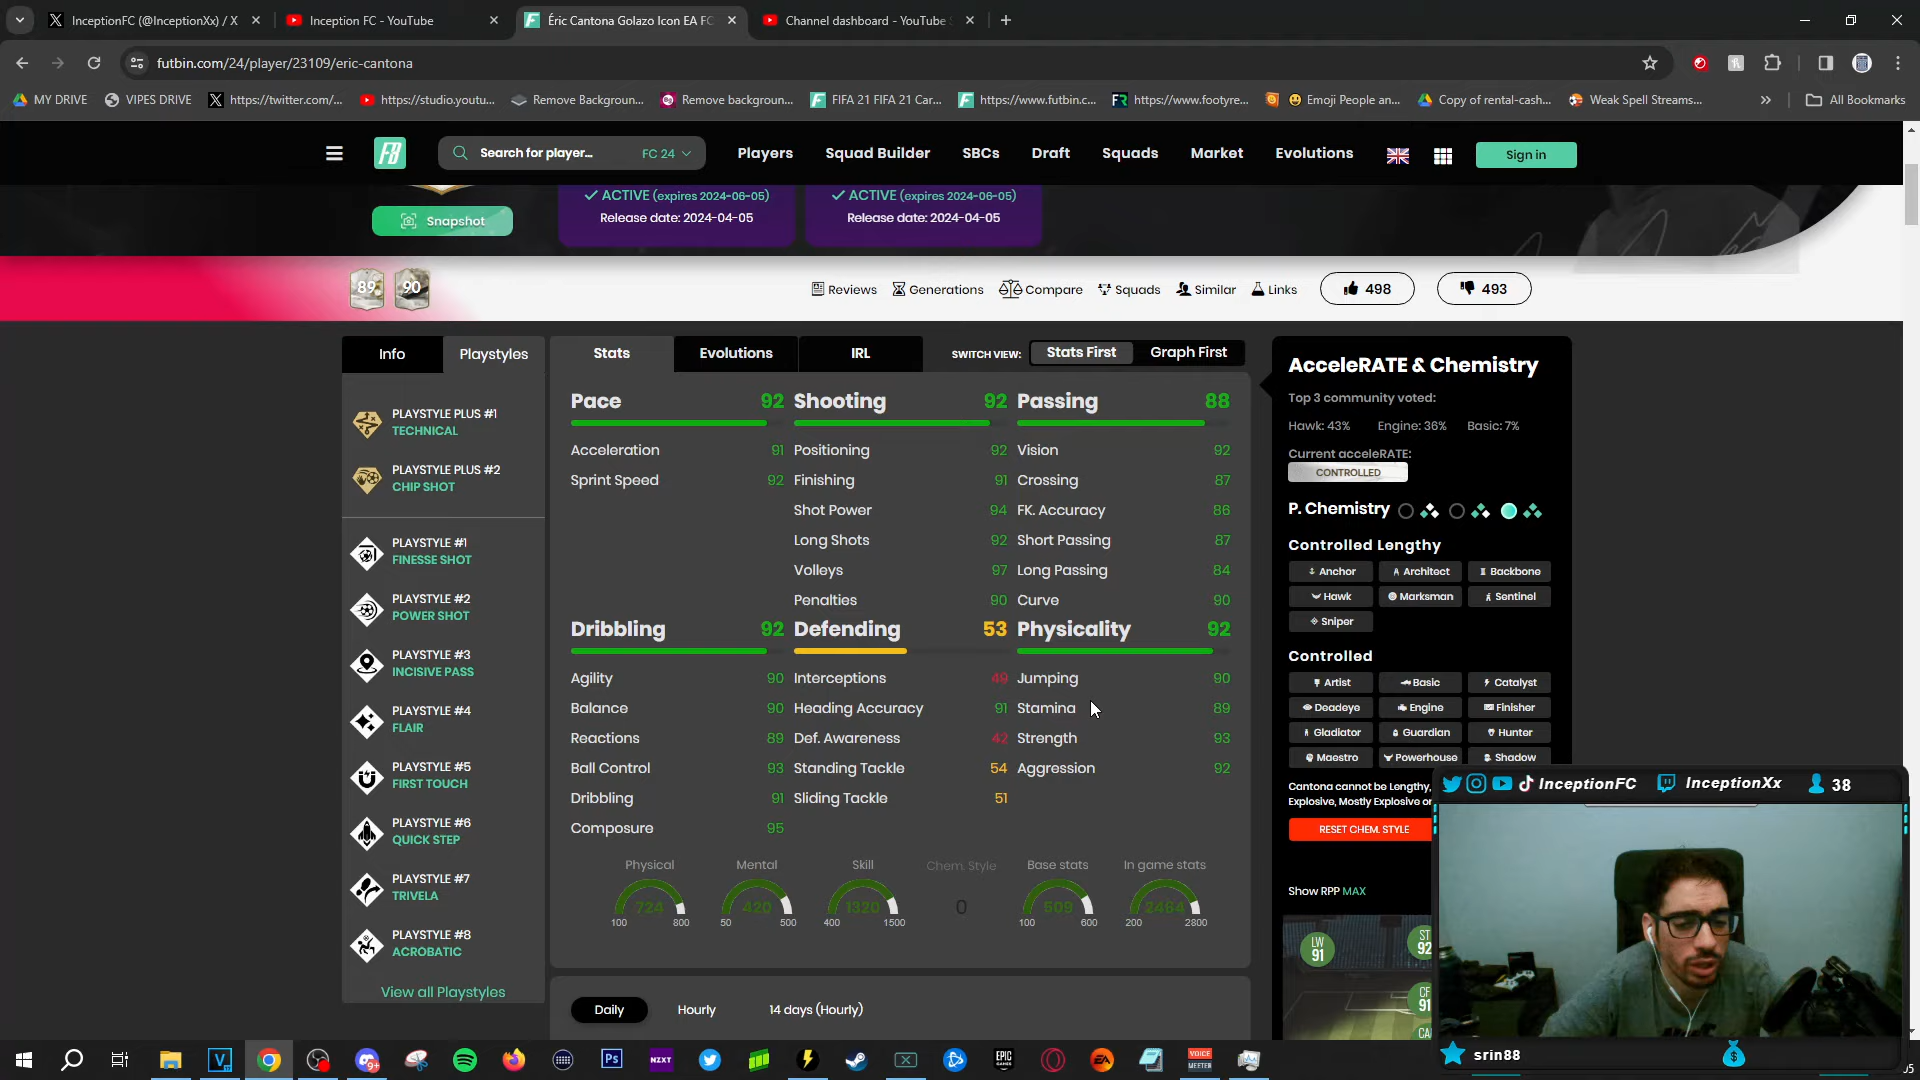 InceptionFC (@InceptionXx) / X
Inception FC - YouTube
Éric Cantona Golazo Icon EA FC
Channel dashboard - YouTube S
futbin.com/24/player/23109/eric-cantona
MY DRIVE
VIPES DRIVE
https://twitter.com/...
https://studio.youtu...
Remove Backgroun...
Remove backgroun...
FIFA 21 FIFA 21 Car...
https://www.futbin.c...
https://www.footyre...
Emoji People an...
Copy of rental-cash...
Weak Spell Streams...
All Bookmarks
Search for player...
FC 24
Players
Squad Builder
SBCs
Draft
Squads
Market
Evolutions
Sign in
ACTIVE (expires 2024-06-05)
Release date: 2024-04-05
ACTIVE (expires 2024-06-05)
Release date: 2024-04-05
Snapshot
89
90
Reviews
Generations
Compare
Squads
Similar
Links
498
493
Info
Playstyles
PLAYSTYLE PLUS #1
TECHNICAL
PLAYSTYLE PLUS #2
CHIP SHOT
PLAYSTYLE #1
FINESSE SHOT
PLAYSTYLE #2
POWER SHOT
PLAYSTYLE #3
INCISIVE PASS
PLAYSTYLE #4
FLAIR
PLAYSTYLE #5
FIRST TOUCH
PLAYSTYLE #6
QUICK STEP
PLAYSTYLE #7
TRIVELA
PLAYSTYLE #8
ACROBATIC
View all Playstyles
Stats
Evolutions
IRL
SWITCH VIEW:
Stats First
Graph First
Pace 92
Acceleration 91
Sprint Speed 92
Shooting 92
Positioning 92
Finishing 91
Shot Power 94
Long Shots 92
Volleys 97
Penalties 90
Passing 88
Vision 92
Crossing 87
FK. Accuracy 86
Short Passing 87
Long Passing 84
Curve 90
Dribbling 92
Agility 90
Balance 90
Reactions 89
Ball Control 93
Dribbling 91
Composure 95
Defending 53
Interceptions 49
Heading Accuracy 91
Def. Awareness 42
Standing Tackle 54
Sliding Tackle 51
Physicality 92
Jumping 90
Stamina 89
Strength 93
Aggression 92
Physical
724
100 800
Mental
420
50 500
Skill
1320
400 1500
Chem. Style
0
Base stats
509
100 600
In game stats
2464
200 2800
Daily
Hourly
14 days (Hourly)
AcceleRATE & Chemistry
Top 3 community voted:
Hawk: 43% Engine: 36% Basic: 7%
Current acceleRATE:
CONTROLLED
P. Chemistry
Controlled Lengthy
Anchor Architect Backbone
Hawk Marksman Sentinel
Sniper
Controlled
Artist Basic Catalyst
Deadeye Engine Finisher
Gladiator Guardian Hunter
Maestro Powerhouse Shadow
Cantona cannot be Lengthy,
Explosive, Mostly Explosive or
RESET CHEM. STYLE
Show RPP MAX
LW
91
ST
92
CF
91
InceptionFC
InceptionXx
38
srin88
9+
Ps
NZXT
EA
VOICE
MEETER